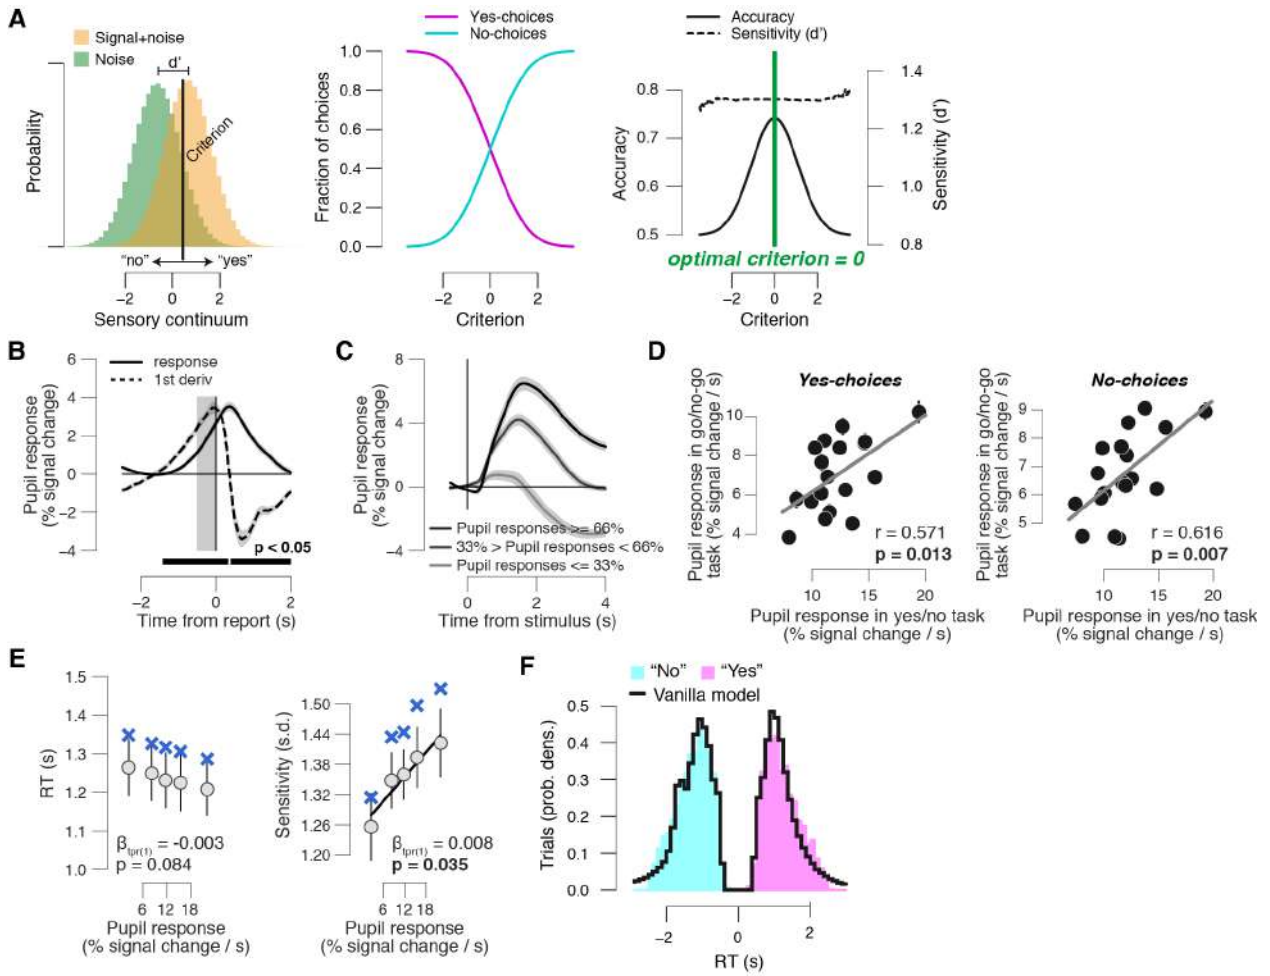 A
Signal+noise
Noise
d'
Criterion
Probability
"no"
"yes"
−2 0 2
Sensory continuum
Yes-choices
No-choices
1.0
0.8
0.6
0.4
0.2
0.0
Fraction of choices
−2 0 2
Criterion
Accuracy
Sensitivity (d')
0.8
0.7
0.6
0.5
Accuracy
1.4
1.2
1.0
0.8
Sensitivity (d')
optimal criterion = 0
−2 0 2
Criterion
B
response
1st deriv
6
4
2
0
−2
−4
Pupil response
(% signal change)
p < 0.05
−2 0 2
Time from report (s)
C
8
4
0
−4
Pupil response
(% signal change)
Pupil responses >= 66%
33% > Pupil responses < 66%
Pupil responses <= 33%
0 2 4
Time from stimulus (s)
D
Yes-choices
Pupil response in go/no-go
task (% signal change / s)
10
8
6
4
r = 0.571
p = 0.013
10 15 20
Pupil response in yes/no task
(% signal change / s)
No-choices
Pupil response in go/no-go
task (% signal change / s)
9
8
7
6
5
r = 0.616
p = 0.007
10 15 20
Pupil response in yes/no task
(% signal change / s)
E
1.5
1.4
1.3
1.2
1.1
1.0
RT (s)
βtpr(1) = -0.003
p = 0.084
6 12 18
Pupil response
(% signal change / s)
1.50
1.44
1.38
1.32
1.26
1.20
Sensitivity (s.d.)
βtpr(1) = 0.008
p = 0.035
6 12 18
Pupil response
(% signal change / s)
F
"No" "Yes"
Vanilla model
0.5
0.4
0.3
0.2
0.1
0.0
Trials (prob. dens.)
−2 0 2
RT (s)